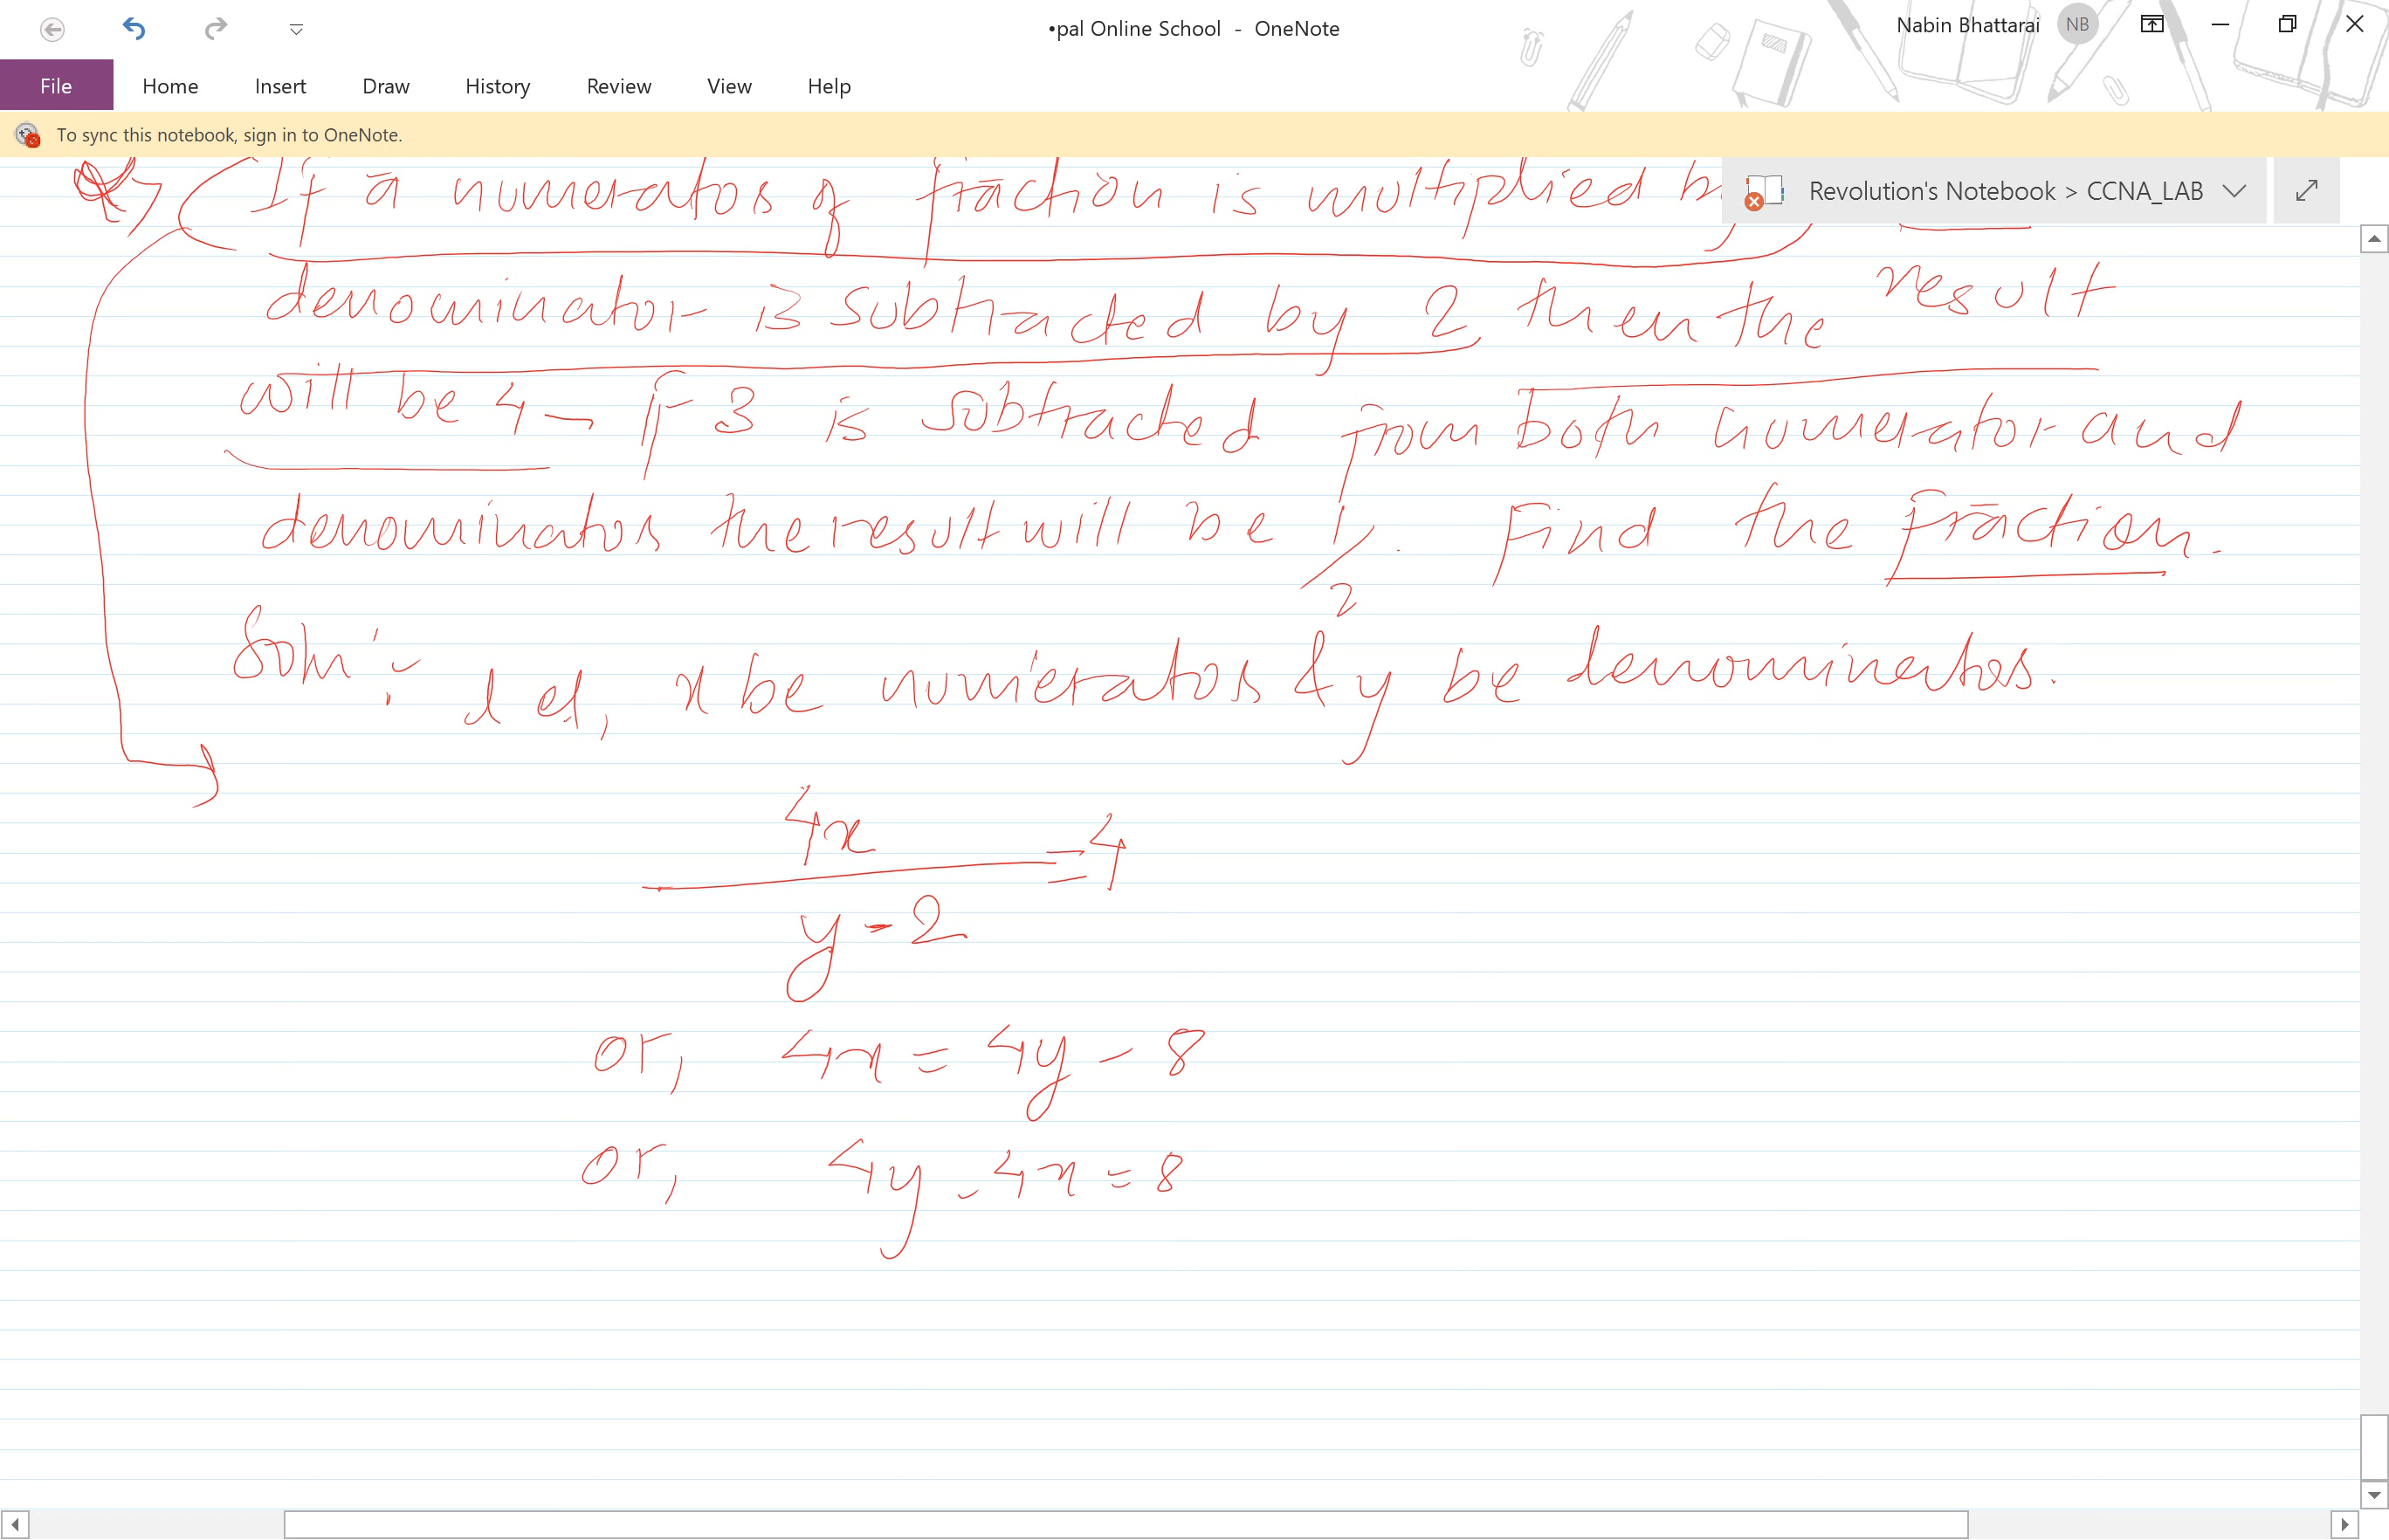 •pal Online School - OneNote
Nabin Bhattarai NB
File Home Insert Draw History Review View Help
To sync this notebook, sign in to OneNote.
Revolution's Notebook > CCNA_LAB
If a numerator of fraction is multiplied by
denominator is subtracted by 2 then the result
will be 4. If 3 is subtracted from both numerator and
denominator the result will be 1/2. Find the Fraction.
Soln: let, x be numerator & y be denominator.
4x
= 4
y - 2
or, 4x = 4y - 8
or, 4y - 4x = 8